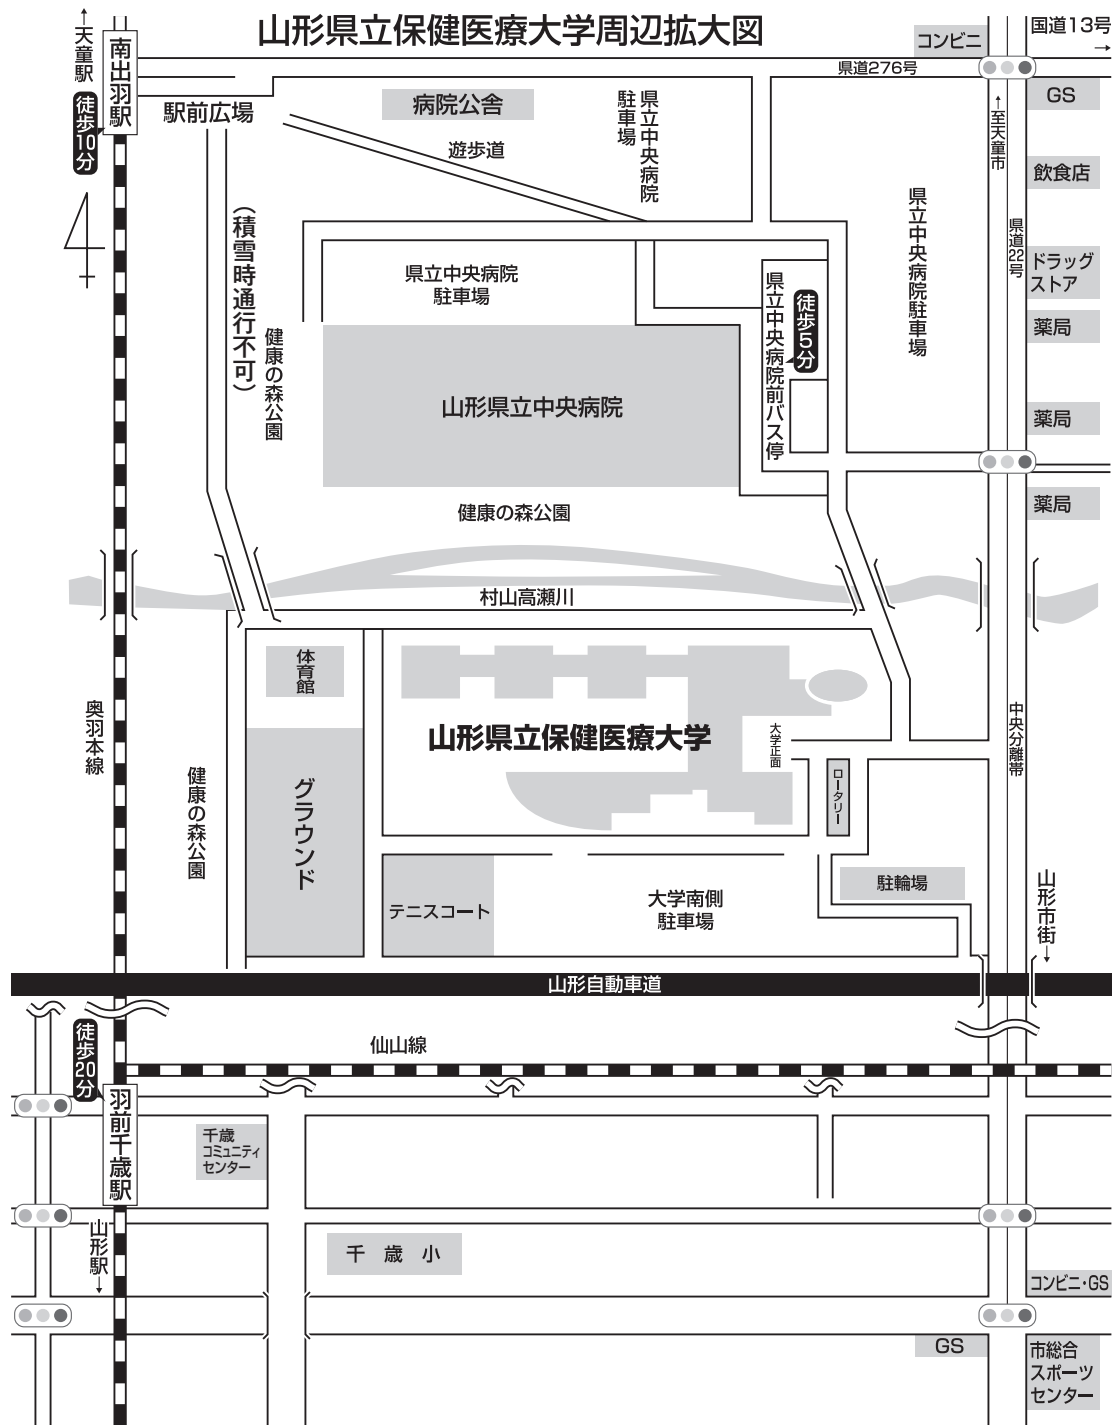 山形県立保健医療大学周辺拡大図
国道13号
→
↑天童駅
南出羽駅
徒歩10分
コンビニ
県道276号
駅前広場
病院公舎
遊歩道
県立中央病院
駐車場
GS
↑至天童市
飲食店
県立中央病院駐車場
県道22号
ドラッグ
ストア
薬局
(積雪時通行不可)
健康の森公園
県立中央病院
駐車場
県立中央病院前バス停
徒歩5分
山形県立中央病院
薬局
薬局
健康の森公園
村山高瀬川
体育館
山形県立保健医療大学
大学正面
ロータリー
奥羽本線
健康の森公園
グラウンド
中央分離帯
テニスコート
大学南側
駐車場
駐輪場
山形市街↓
山形自動車道
徒歩20分
仙山線
羽前千歳駅
千歳
コミュニティ
センター
山形駅↓
千歳小
コンビニ・GS
GS
市総合
スポーツ
センター